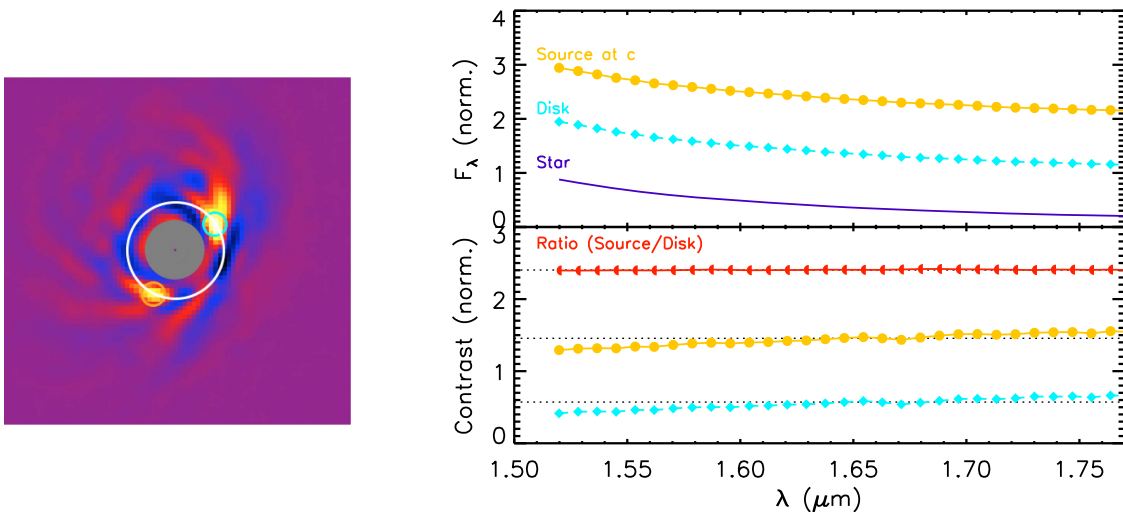 4
3
2
1
0
F_λ (norm.)
Source at c
Disk
Star
3
2
1
0
Contrast (norm.)
Ratio (Source/Disk)
1.50 1.55 1.60 1.65 1.70 1.75
λ (μm)